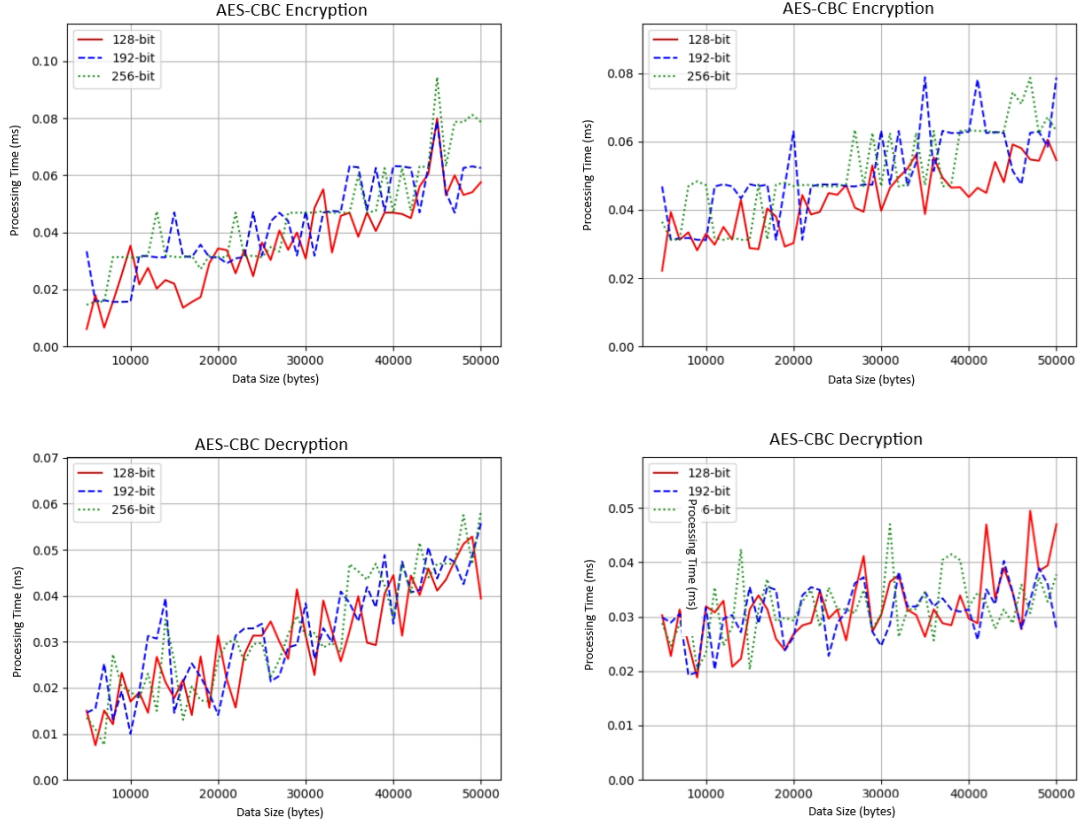 AES-CBC Encryption
128-bit
192-bit
256-bit
Processing Time (ms)
0.10
0.08
0.06
0.04
0.02
0.00
10000 20000 30000 40000 50000
Data Size (bytes)
AES-CBC Encryption
128-bit
192-bit
256-bit
Processing Time (ms)
0.08
0.06
0.04
0.02
0.00
10000 20000 30000 40000 50000
Data Size (bytes)
AES-CBC Decryption
128-bit
192-bit
256-bit
Processing Time (ms)
0.07
0.06
0.05
0.04
0.03
0.02
0.01
0.00
10000 20000 30000 40000 50000
Data Size (bytes)
AES-CBC Decryption
128-bit
192-bit
6-bit
Processing Time (ms)
Processing Time (ms)
0.05
0.04
0.03
0.02
0.01
0.00
10000 20000 30000 40000 50000
Data Size (bytes)